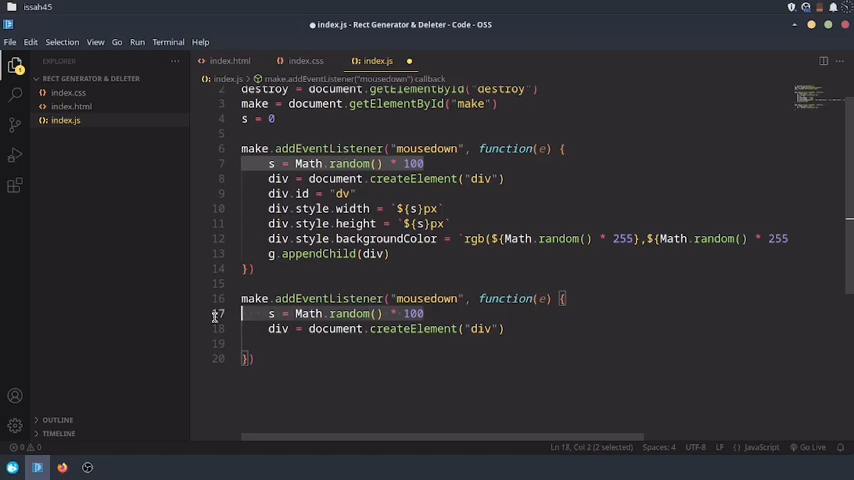 issah45
● index.js - Rect Generator & Deleter - Code - OSS
File Edit Selection View Go Run Terminal Help
EXPLORER ···
index.html index.css index.js ●
RECT GENERATOR & DELETER
index.js > make.addEventListener("mousedown") callback
index.css
index.html
index.js
2 destroy = document.getElementById("destroy")
3 make = document.getElementById("make")
4 s = 0
5
6 make.addEventListener("mousedown", function(e) {
7 s = Math.random() * 100
8 div = document.createElement("div")
9 div.id = "dv"
10 div.style.width = `${s}px`
11 div.style.height = `${s}px`
12 div.style.backgroundColor = `rgb(${Math.random() * 255},${Math.random() * 255
13 g.appendChild(div)
14 })
15
16 make.addEventListener("mousedown", function(e) {
17 s = Math.random() * 100
18 div = document.createElement("div")
19
20 })
OUTLINE
TIMELINE
0 0 Ln 18, Col 2 (2 selected) Spaces: 4 UTF-8 LF {} JavaScript Go Live